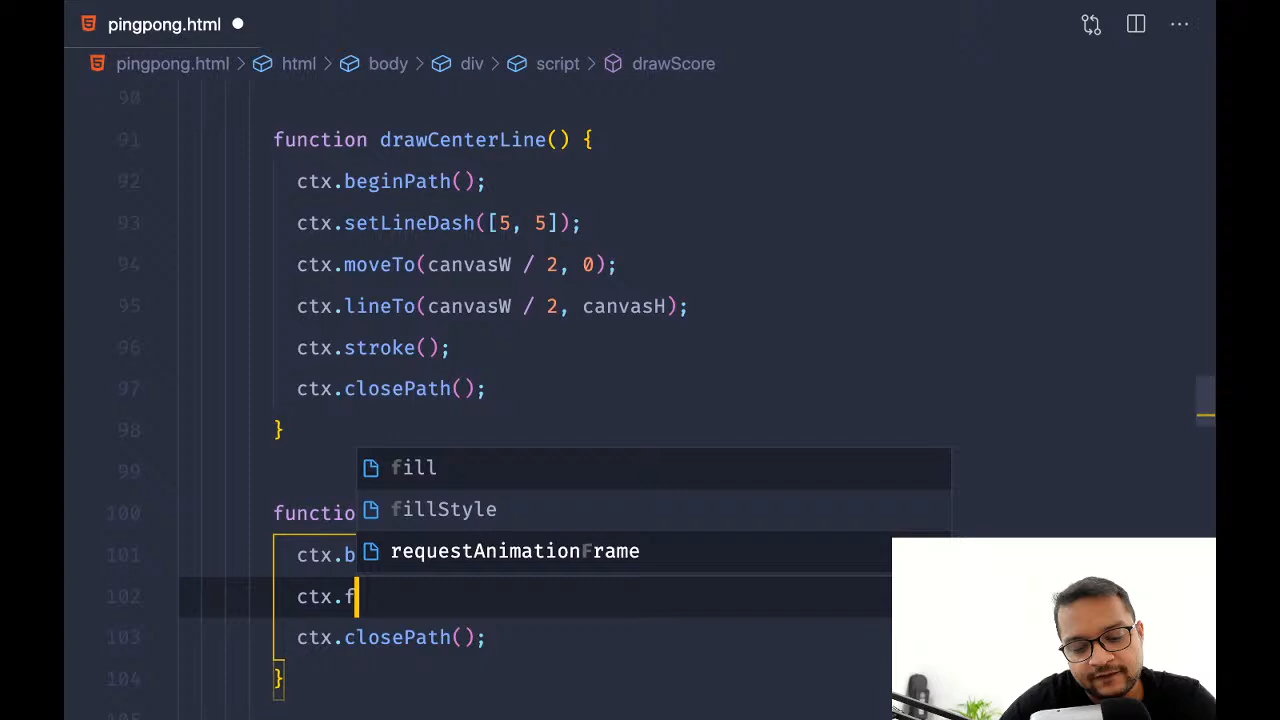 pingpong.html
pingpong.html > html > body > div > script > drawScore
90
91 function drawCenterLine() {
92 ctx.beginPath();
93 ctx.setLineDash([5, 5]);
94 ctx.moveTo(canvasW / 2, 0);
95 ctx.lineTo(canvasW / 2, canvasH);
96 ctx.stroke();
97 ctx.closePath();
98 }
99
fill
fillStyle
100 functio
requestAnimationFrame
101 ctx.b
102 ctx.f
103 ctx.closePath();
104 }
105